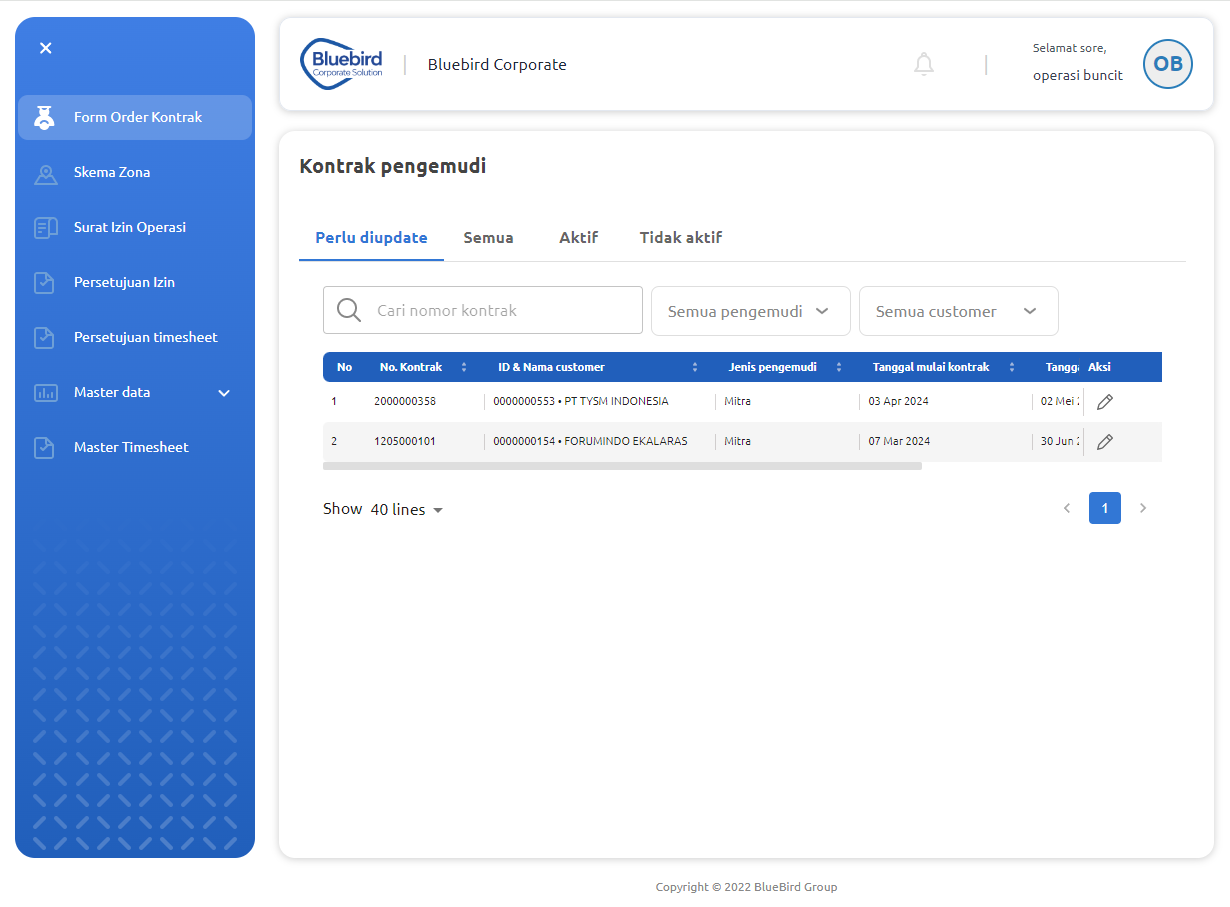 Form Order Kontrak
Skema Zona
Surat Izin Operasi
Persetujuan Izin
Persetujuan timesheet
Master data
Master Timesheet
Bluebird
Corporate Solution
Bluebird Corporate
Selamat sore,
operasi buncit
OB
Kontrak pengemudi
Perlu diupdate Semua Aktif Tidak aktif
Cari nomor kontrak Semua pengemudi Semua customer
No No. Kontrak ID & Nama customer Jenis pengemudi Tanggal mulai kontrak Aksi
1 2000000358 0000000553 • PT TYSM INDONESIA Mitra 03 Apr 2024 02 Mei
2 1205000101 0000000154 • FORUMINDO EKALARAS Mitra 07 Mar 2024 30 Jun
Show 40 lines
1
Copyright © 2022 BlueBird Group